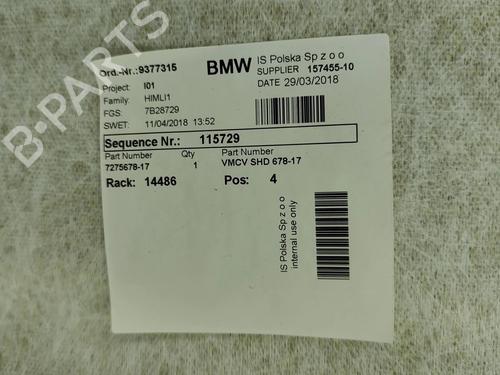 B-PARTS
Ord.-Nr.:9377315
BMW
IS Polska Sp z o o
SUPPLIER 157455-10
DATE 29/03/2018
Project: I01
Family: HIMLI1
FGS: 7B28729
SWET: 11/04/2018 13:52
Sequence Nr.: 115729
Part Number Qty Part Number
7275678-17 1 VMCV SHD 678-17
Rack: 14486 Pos: 4
IS Polska Sp z o o
internal use only